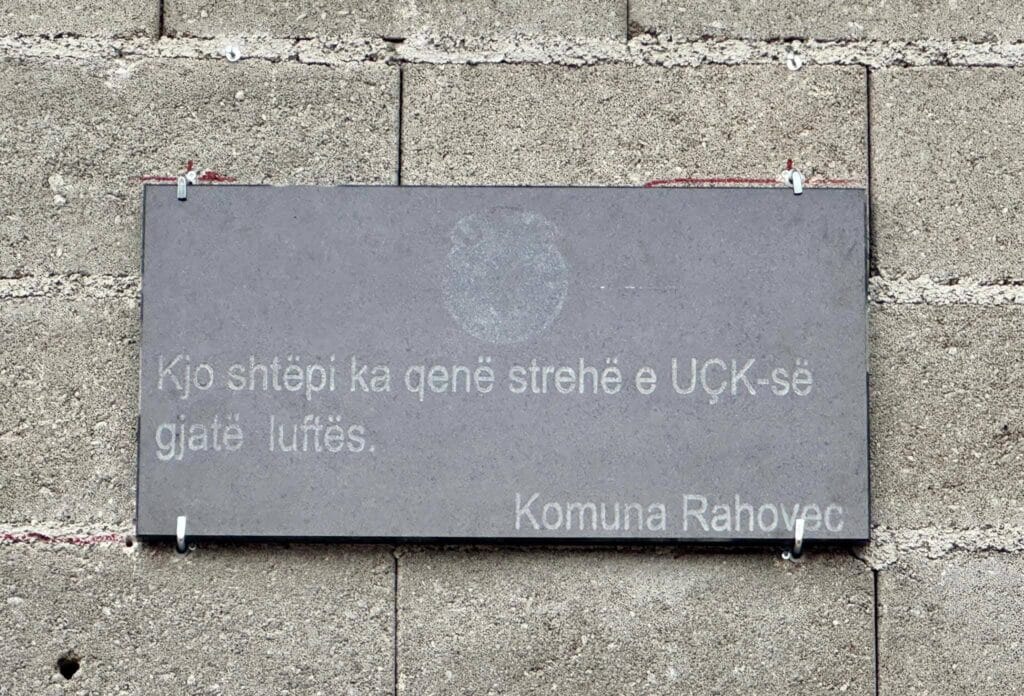 Kjo shtëpi ka qenë strehë e UÇK-së
gjatë luftës.
Komuna Rahovec